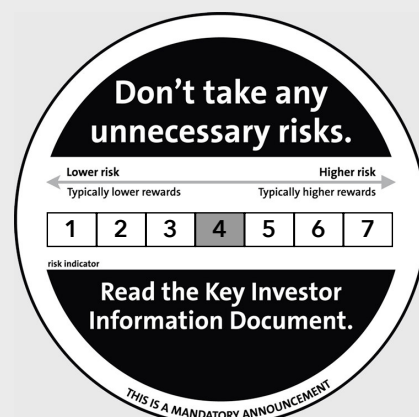 Don't take any
unnecessary risks.
Lower risk Higher risk
Typically lower rewards Typically higher rewards
1 2 3 4 5 6 7
risk indicator
Read the Key Investor
Information Document.
THIS IS A MANDATORY ANNOUNCEMENT